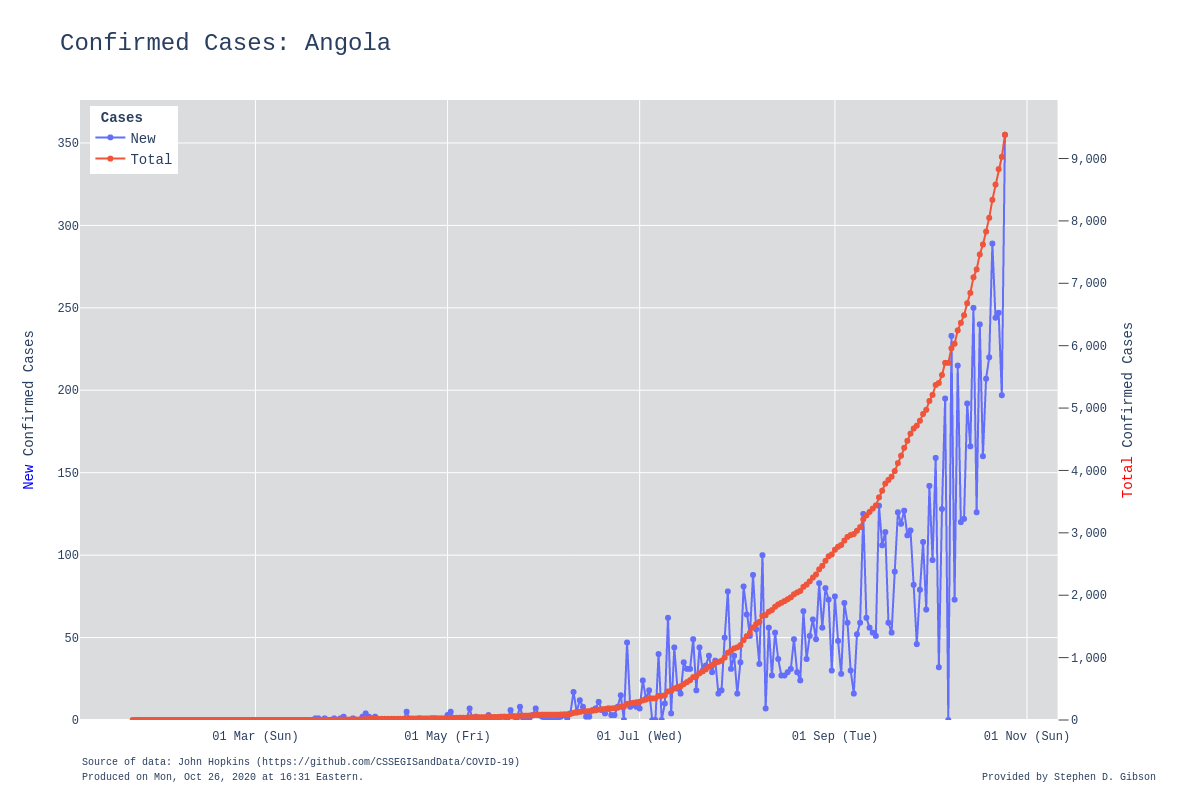 Confirmed Cases: Angola
Cases
New
Total
350
300
250
200
150
100
50
0
9,000
8,000
7,000
6,000
5,000
4,000
3,000
2,000
1,000
0
New Confirmed Cases
Total Confirmed Cases
01 Mar (Sun)
01 May (Fri)
01 Jul (Wed)
01 Sep (Tue)
01 Nov (Sun)
Source of data: John Hopkins (https://github.com/CSSEGISandData/COVID-19)
Produced on Mon, Oct 26, 2020 at 16:31 Eastern.
Provided by Stephen D. Gibson